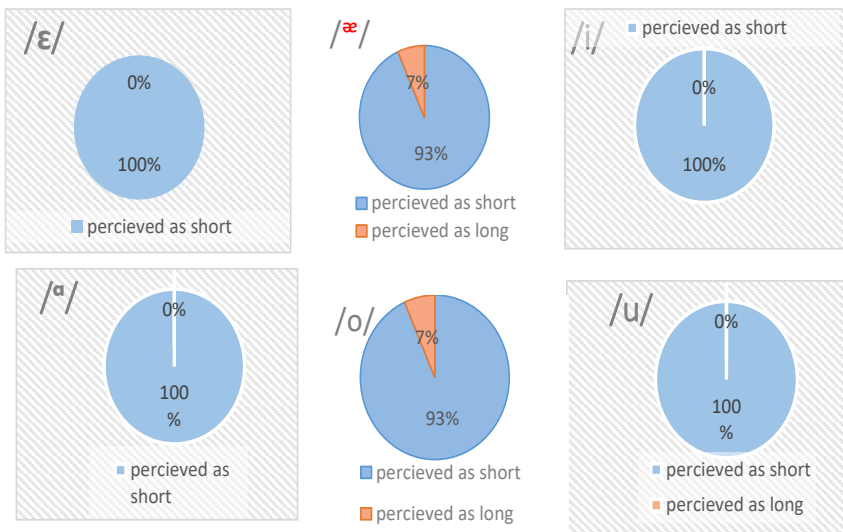 /ɛ/
0%
100%
percieved as short
/æ/
7%
93%
percieved as short
percieved as long
/i/
percieved as short
0%
100%
/ɑ/
0%
100
%
percieved as
short
/o/
7%
93%
percieved as short
percieved as long
/u/
0%
100
%
percieved as short
percieved as long